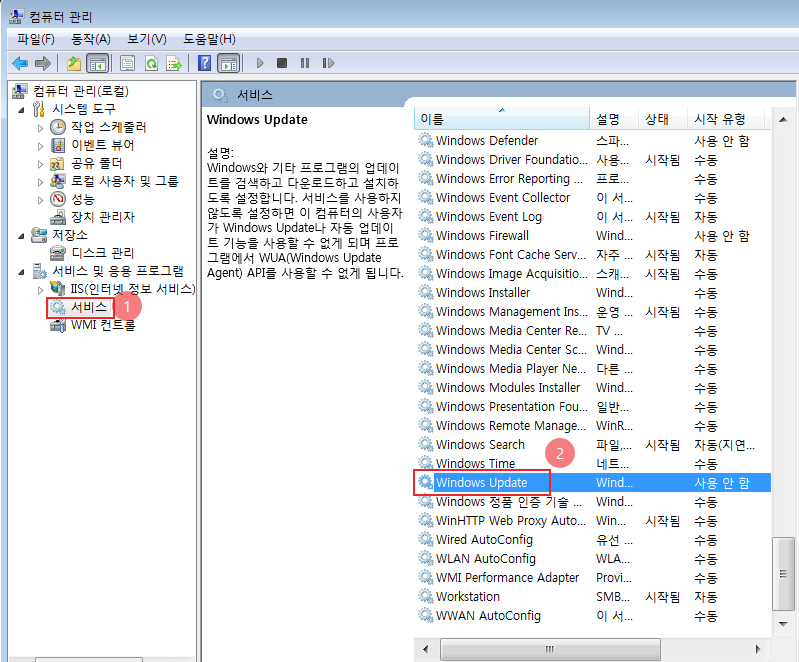 컴퓨터 관리
파일(F) 동작(A) 보기(V) 도움말(H)
컴퓨터 관리(로컬)
시스템 도구
작업 스케줄러
이벤트 뷰어
공유 폴더
로컬 사용자 및 그룹
성능
장치 관리자
저장소
디스크 관리
서비스 및 응용 프로그램
IIS(인터넷 정보 서비스)
서비스
1
WMI 컨트롤
서비스
Windows Update
설명:
Windows와 기타 프로그램의 업데이
트를 검색하고 다운로드하고 설치하
도록 설정합니다. 서비스를 사용하지
않도록 설정하면 이 컴퓨터의 사용자
가 Windows Update나 자동 업데이
트 기능을 사용할 수 없게 되며 프로
그램에서 WUA(Windows Update
Agent) API를 사용할 수 없게 됩니다.
이름 설명 상태 시작 유형
Windows Defender 스파... 사용 안 함
Windows Driver Foundatio... 사용... 시작됨 수동
Windows Error Reporting ... 프로... 수동
Windows Event Collector 이 서... 수동
Windows Event Log 이 서... 시작됨 자동
Windows Firewall Wind... 사용 안 함
Windows Font Cache Serv... 자주 ... 시작됨 자동
Windows Image Acquisitio... 스캐... 시작됨 수동
Windows Installer Wind... 수동
Windows Management Ins... 운영 ... 시작됨 자동
Windows Media Center Re... TV ... 수동
Windows Media Center Sc... Wind... 수동
Windows Media Player Ne... 다른 ... 수동
Windows Modules Installer Wind... 수동
Windows Presentation Fou... 일반... 수동
Windows Remote Manage... WinR... 수동
Windows Search 파일,... 시작됨 자동(지연...
2
Windows Time 네트... 수동
Windows Update Wind... 사용 안 함
Windows 정품 인증 기술 ... Wind... 수동
WinHTTP Web Proxy Auto... Win... 시작됨 수동
Wired AutoConfig 유선 ... 수동
WLAN AutoConfig WLA... 수동
WMI Performance Adapter Provi... 수동
Workstation SMB... 시작됨 자동
WWAN AutoConfig 이 서... 수동